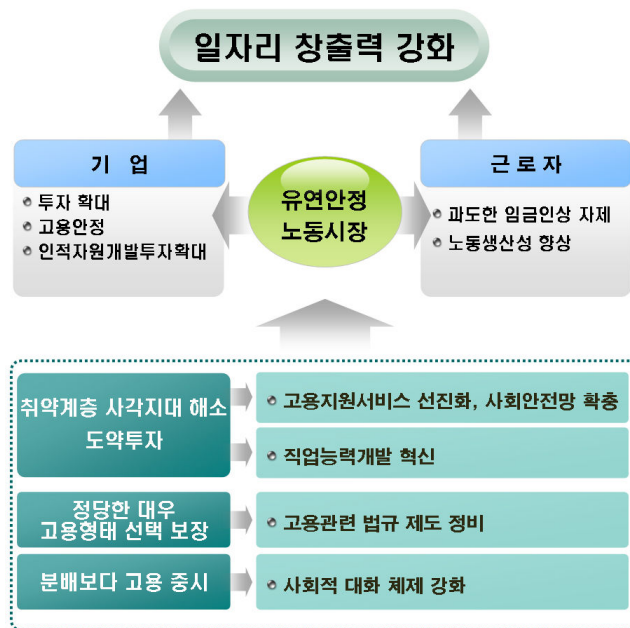 일자리 창출력 강화
기 업
투자 확대
고용안정
인적자원개발투자확대
유연안정
노동시장
근로자
과도한 임금인상 자제
노동생산성 향상
취약계층 사각지대 해소
도약투자
고용지원서비스 선진화, 사회안전망 확충
직업능력개발 혁신
정당한 대우
고용형태 선택 보장
고용관련 법규 제도 정비
분배보다 고용 중시
사회적 대화 체제 강화